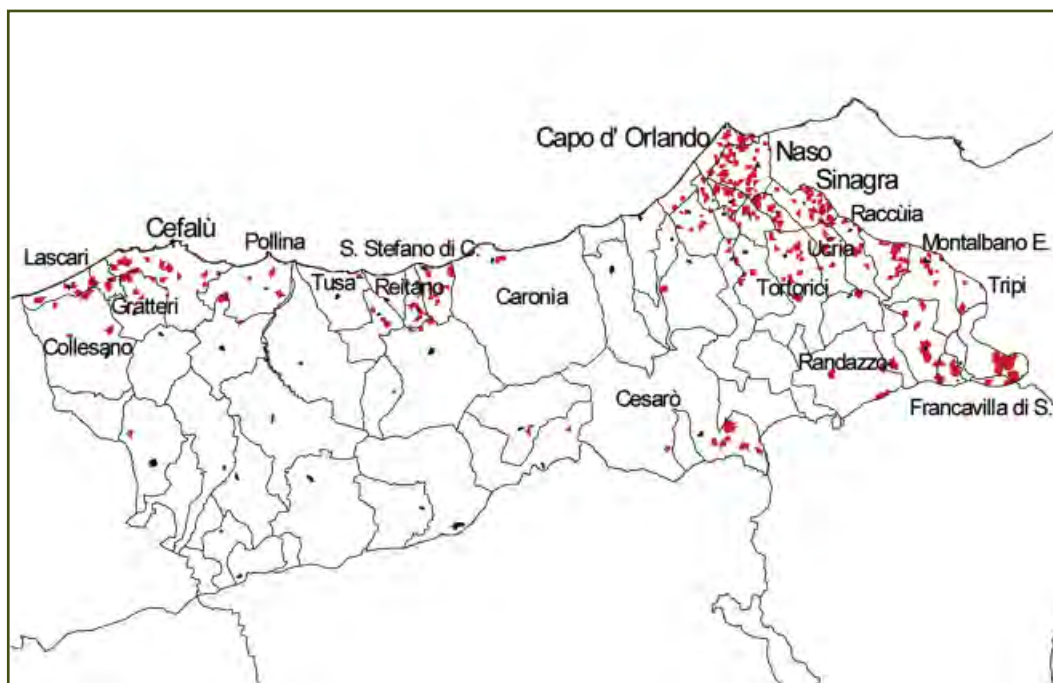 Capo d' Orlando
Naso
Sinagra
Raccùia
Cefalù
Pollina
S. Stefano di C.
Ucria
Montalbano E.
Lascari
Tusa
Reitano
Caronia
Tortorici
Tripi
Gratteri
Collesano
Randazzo
Cesarò
Francavilla di S.